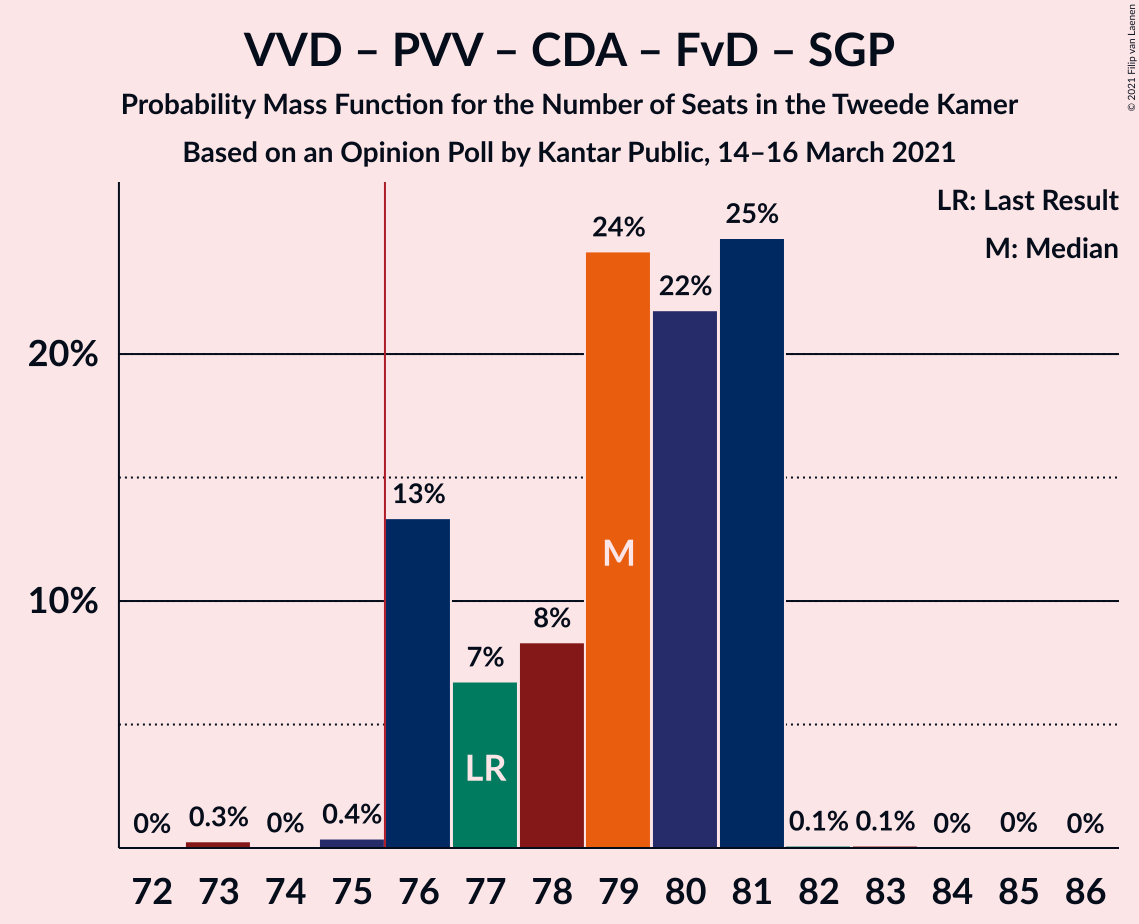 VVD – PVV – CDA – FvD – SGP
Probability Mass Function for the Number of Seats in the Tweede Kamer
Based on an Opinion Poll by Kantar Public, 14–16 March 2021
© 2021 Filip van Laenen
LR: Last Result
M: Median
20%
10%
0%
0.3%
0%
0.4%
13%
7%
8%
24%
22%
25%
0.1%
0.1%
0%
0%
0%
LR
M
72 73 74 75 76 77 78 79 80 81 82 83 84 85 86